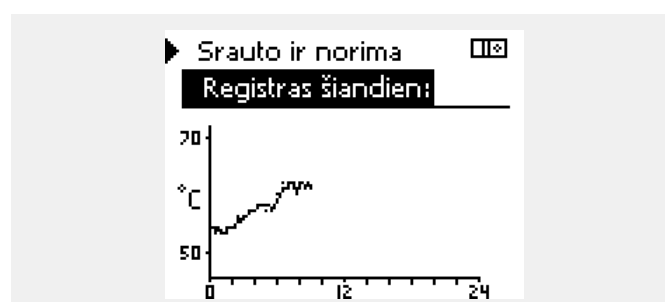 Srauto ir norima
Registras šiandien:
70
°C
50
0 12 24